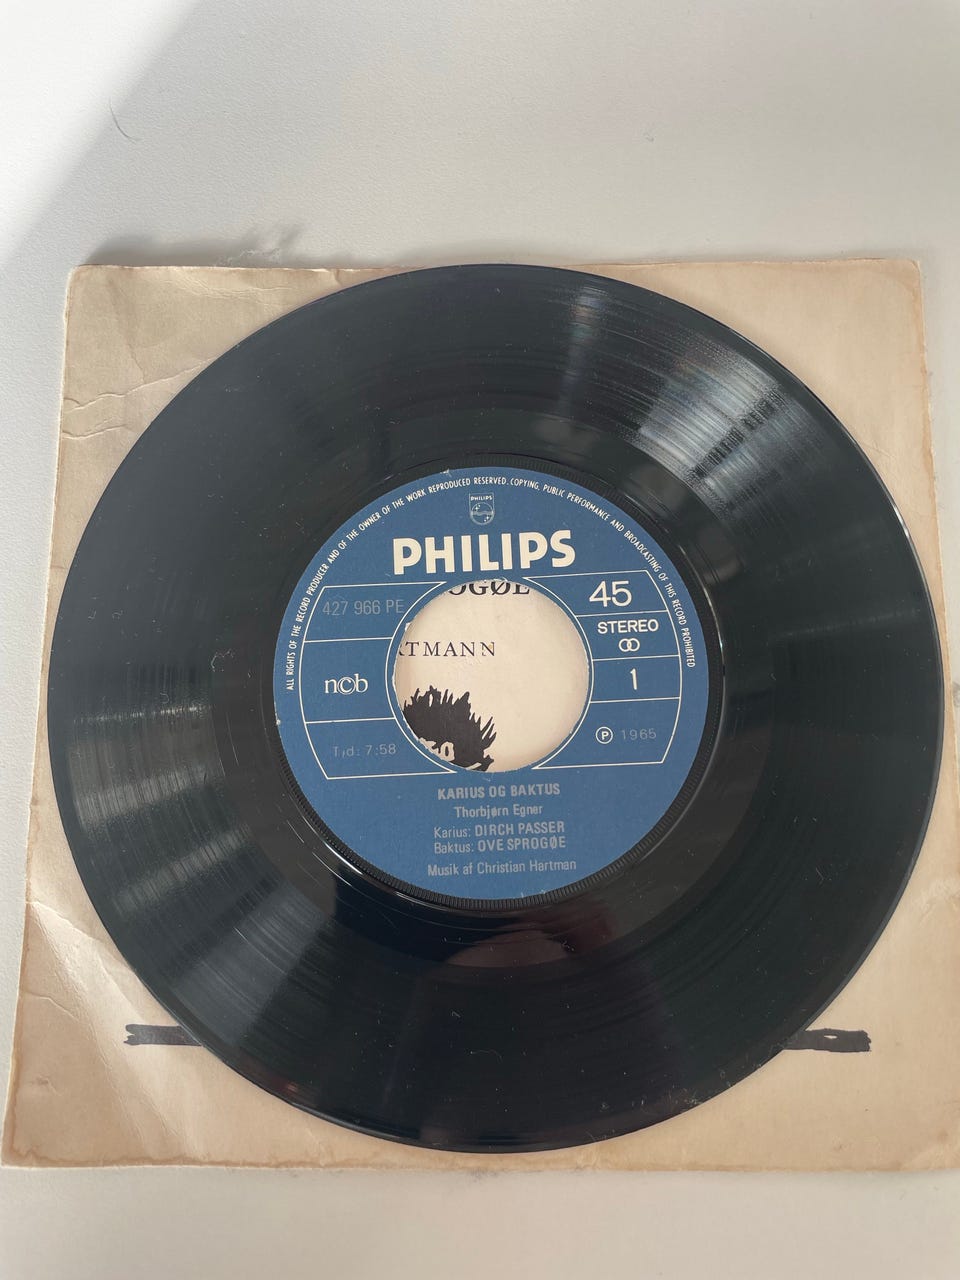 ALL RIGHTS OF THE RECORD PRODUCER AND OF THE OWNER OF THE WORK REPRODUCED RESERVED. COPYING, PUBLIC PERFORMANCE AND BROADCASTING OF THIS RECORD PROHIBITED
PHILIPS
PHILIPS
427 966 PE
45
STEREO
ncb
1
Tid: 7:58
℗ 1965
OGØE
RTMANN
KARIUS OG BAKTUS
Thorbjørn Egner
Karius: DIRCH PASSER
Baktus: OVE SPROGØE
Musik af Christian Hartman